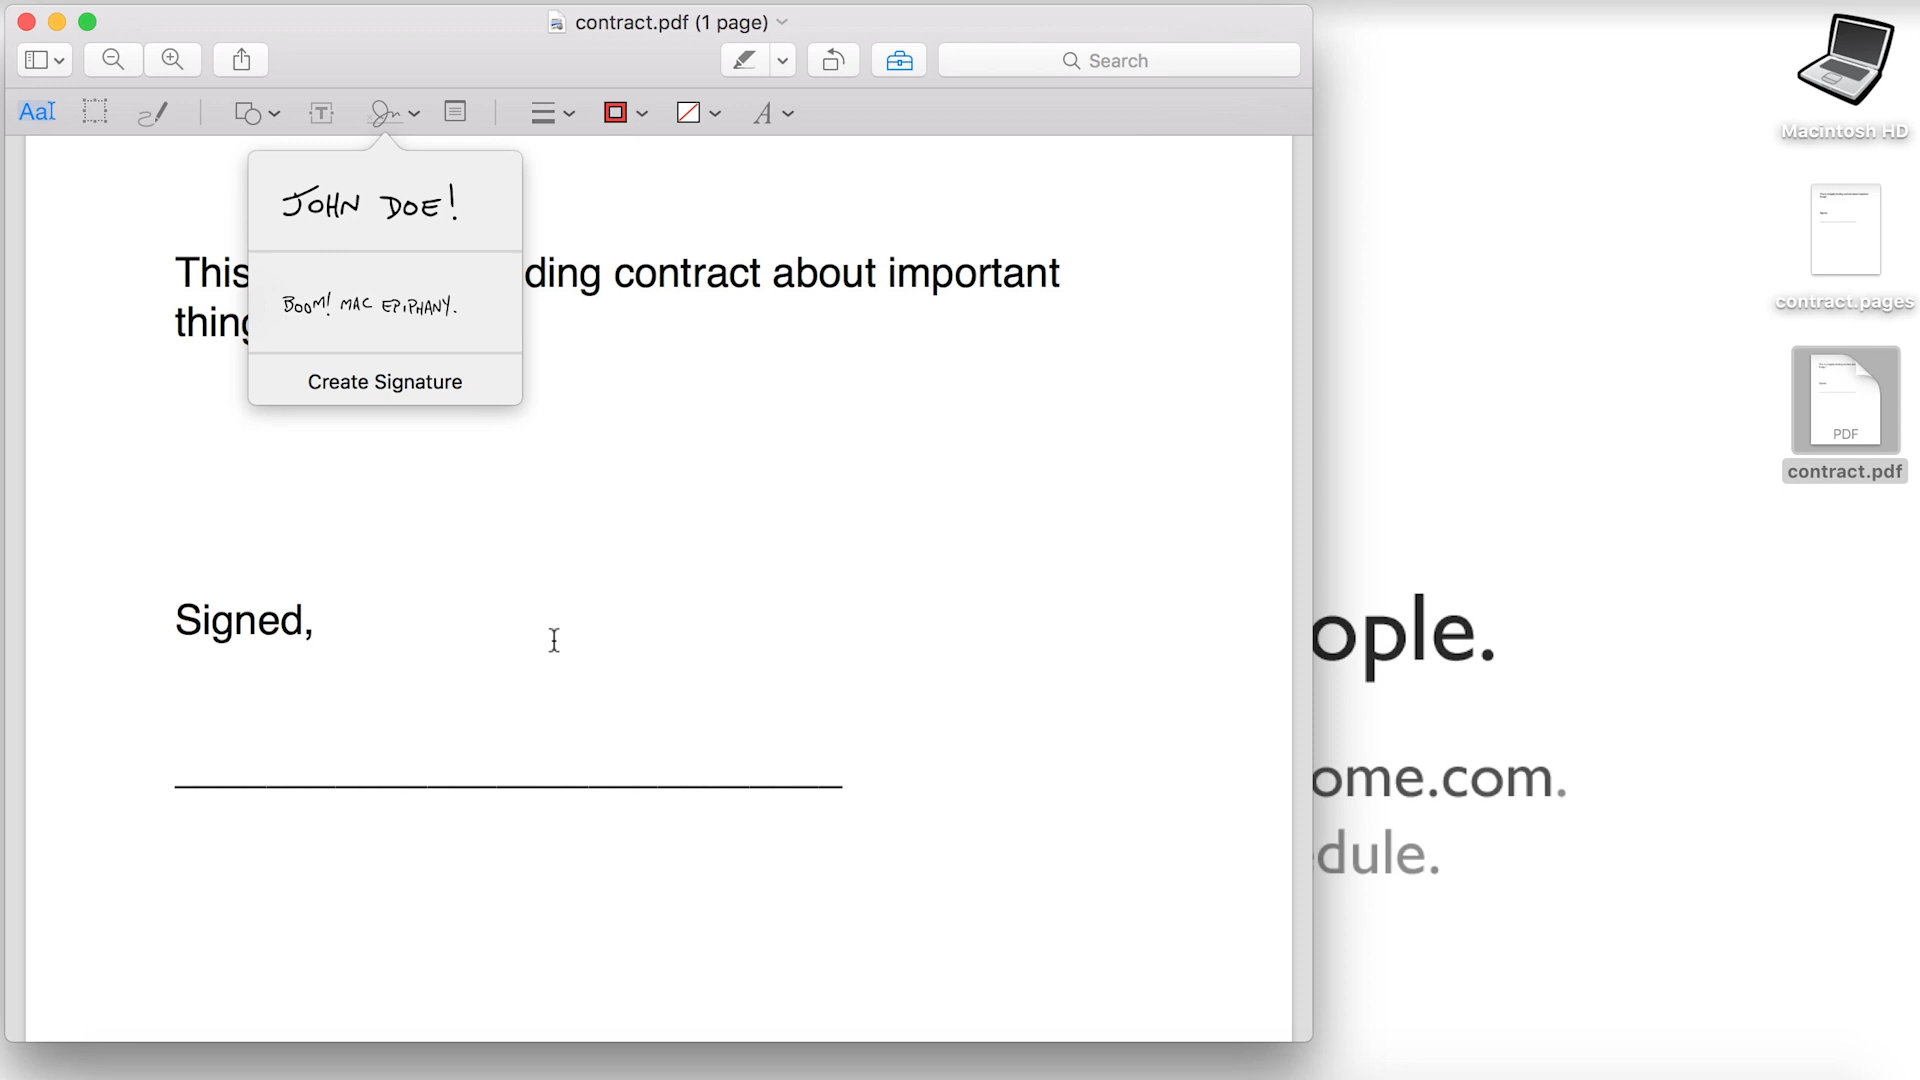 contract.pdf (1 page)
Search
AaI
T
A
JOHN DOE!
BOOM! MAC EPIPHANY.
Create Signature
This
ding contract about important
thing
Signed,
ople.
ome.com.
edule.
Macintosh HD
contract.pages
PDF
contract.pdf